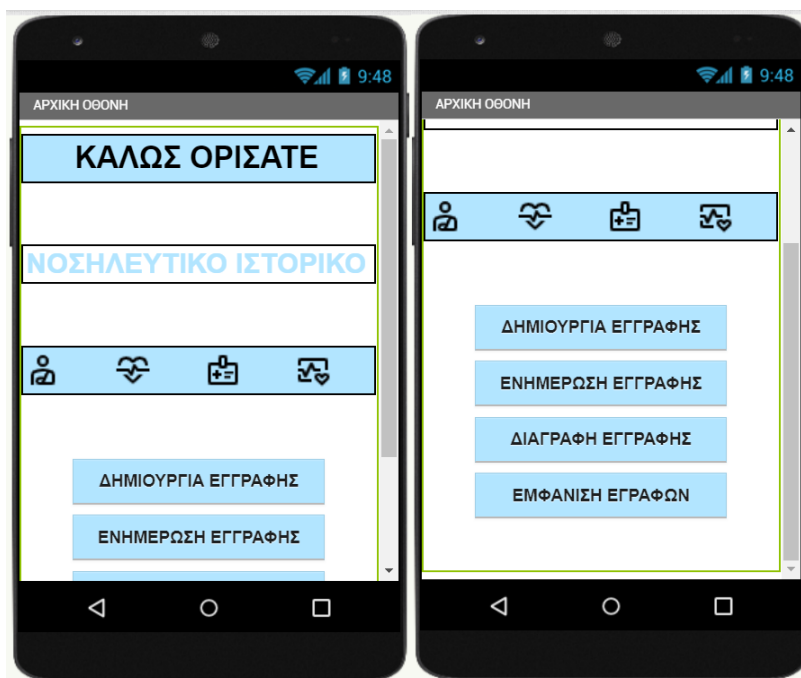 9:48
ΑΡΧΙΚΗ ΟΘΟΝΗ
ΚΑΛΩΣ ΟΡΙΣΑΤΕ
ΝΟΣΗΛΕΥΤΙΚΟ ΙΣΤΟΡΙΚΟ
ΔΗΜΙΟΥΡΓΙΑ ΕΓΓΡΑΦΗΣ
ΕΝΗΜΕΡΩΣΗ ΕΓΓΡΑΦΗΣ
9:48
ΑΡΧΙΚΗ ΟΘΟΝΗ
ΔΗΜΙΟΥΡΓΙΑ ΕΓΓΡΑΦΗΣ
ΕΝΗΜΕΡΩΣΗ ΕΓΓΡΑΦΗΣ
ΔΙΑΓΡΑΦΗ ΕΓΓΡΑΦΗΣ
ΕΜΦΑΝΙΣΗ ΕΓΡΑΦΩΝ